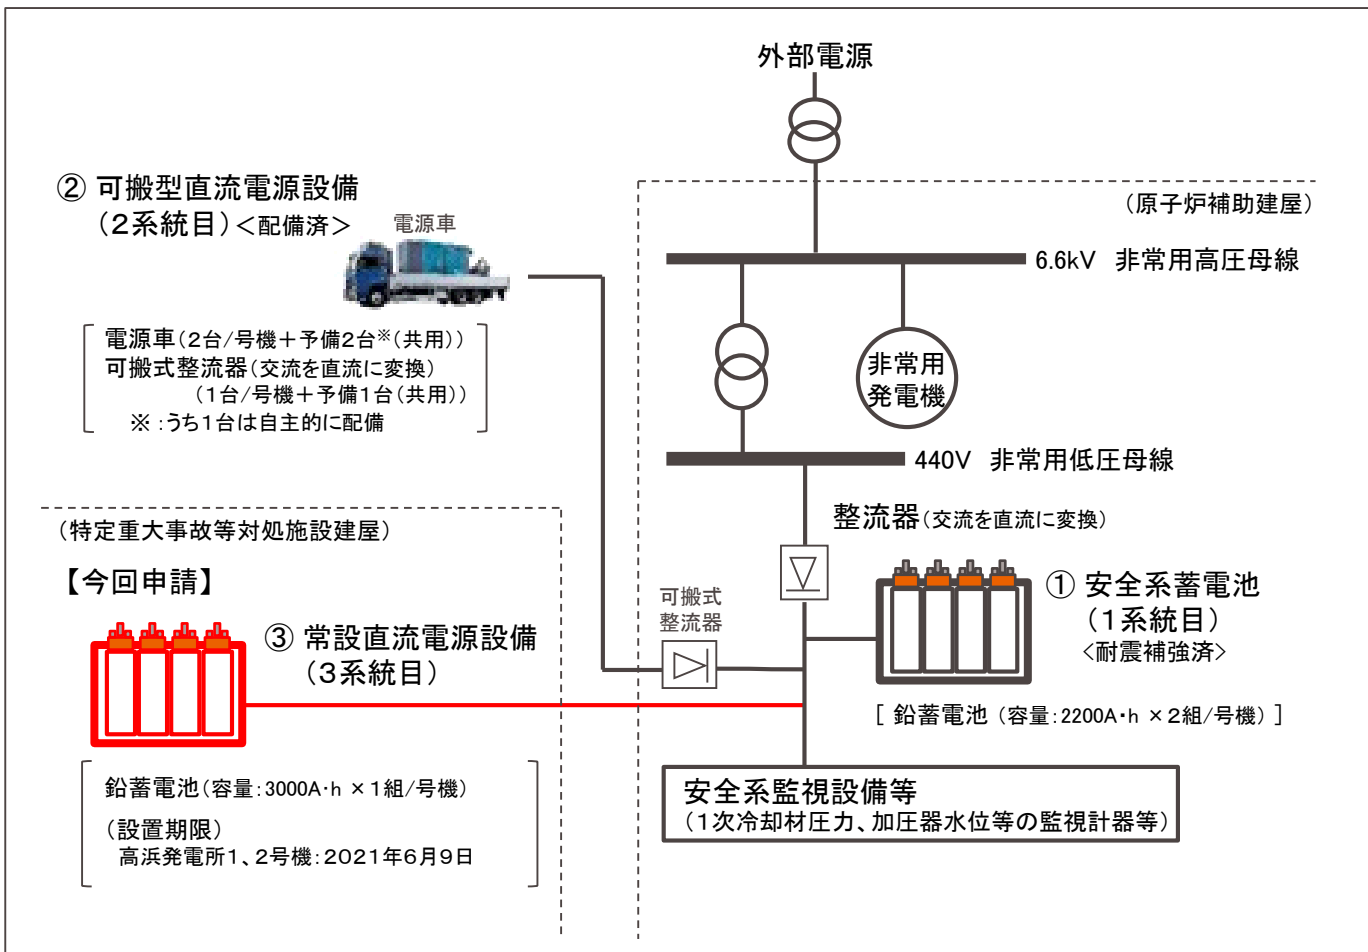 外部電源
② 可搬型直流電源設備
（2系統目）＜配備済＞
電源車
（原子炉補助建屋）
6.6kV 非常用高圧母線
電源車（2台/号機＋予備2台※（共用））
可搬式整流器（交流を直流に変換）
（1台/号機＋予備1台（共用））
※：うち1台は自主的に配備
非常用
発電機
440V 非常用低圧母線
整流器（交流を直流に変換）
（特定重大事故等対処施設建屋）
【今回申請】
③ 常設直流電源設備
（3系統目）
可搬式
整流器
① 安全系蓄電池
（1系統目）
＜耐震補強済＞
[ 鉛蓄電池（容量：2200A・h × 2組/号機）]
鉛蓄電池（容量：3000A・h × 1組/号機）
（設置期限）
高浜発電所1、2号機：2021年6月9日
安全系監視設備等
（1次冷却材圧力、加圧器水位等の監視計器等）